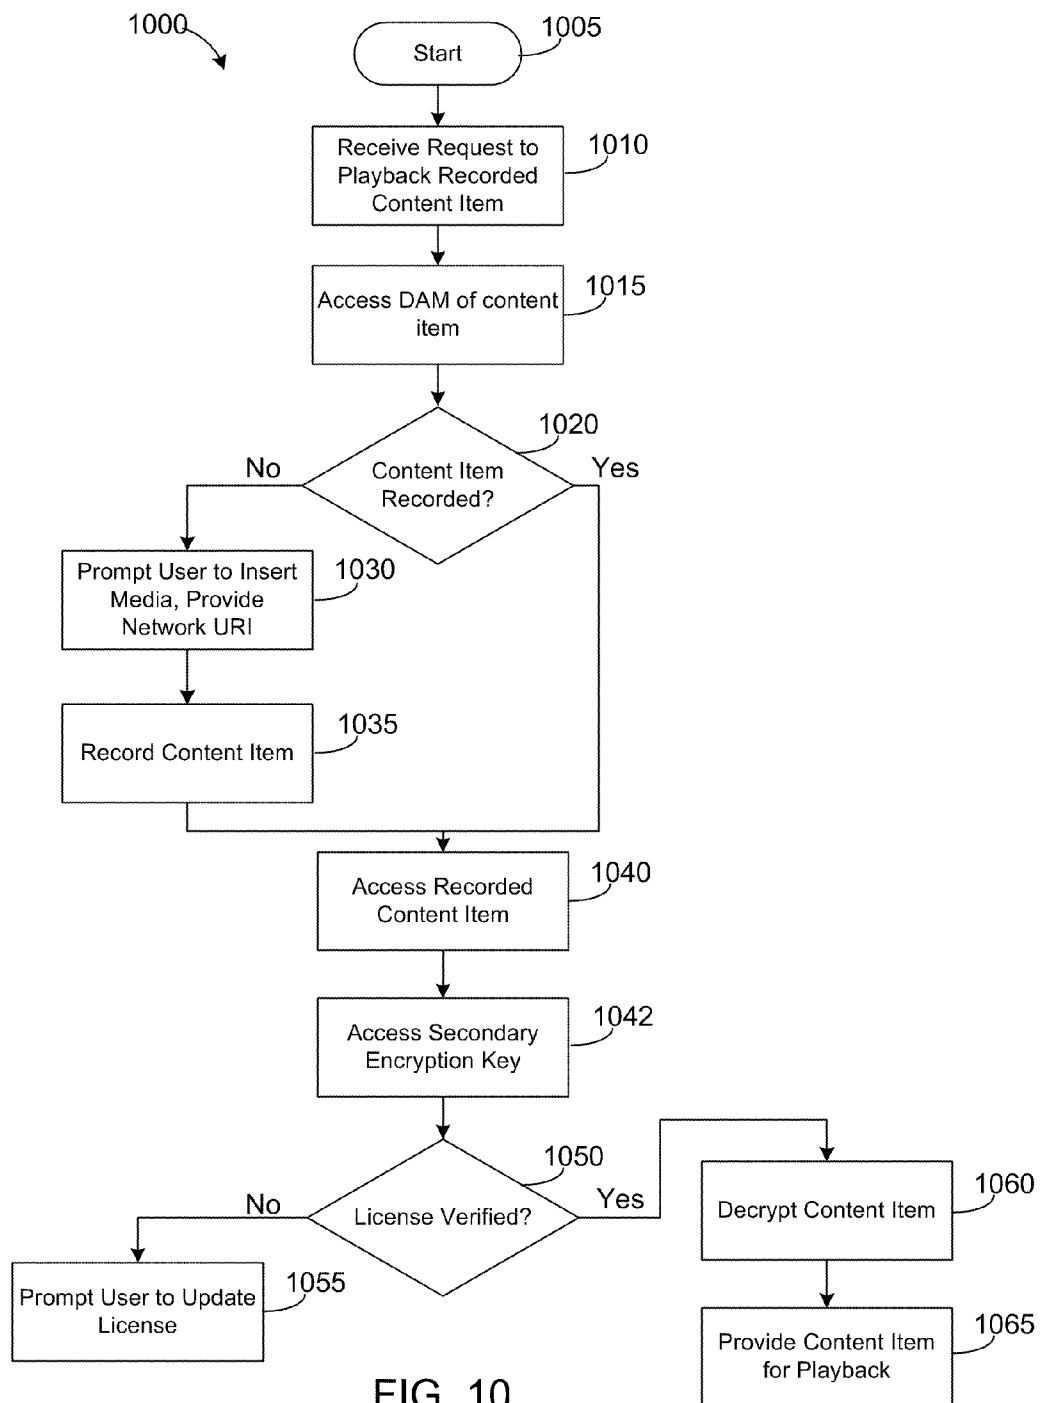 1000
Start
1005
Receive Request to
Playback Recorded
Content Item
1010
Access DAM of content
item
1015
Content Item
Recorded?
1020
No
Yes
Prompt User to Insert
Media, Provide
Network URI
1030
Record Content Item
1035
Access Recorded
Content Item
1040
Access Secondary
Encryption Key
1042
License Verified?
1050
No
Yes
Prompt User to Update
License
1055
Decrypt Content Item
1060
Provide Content Item
for Playback
1065
FIG. 10